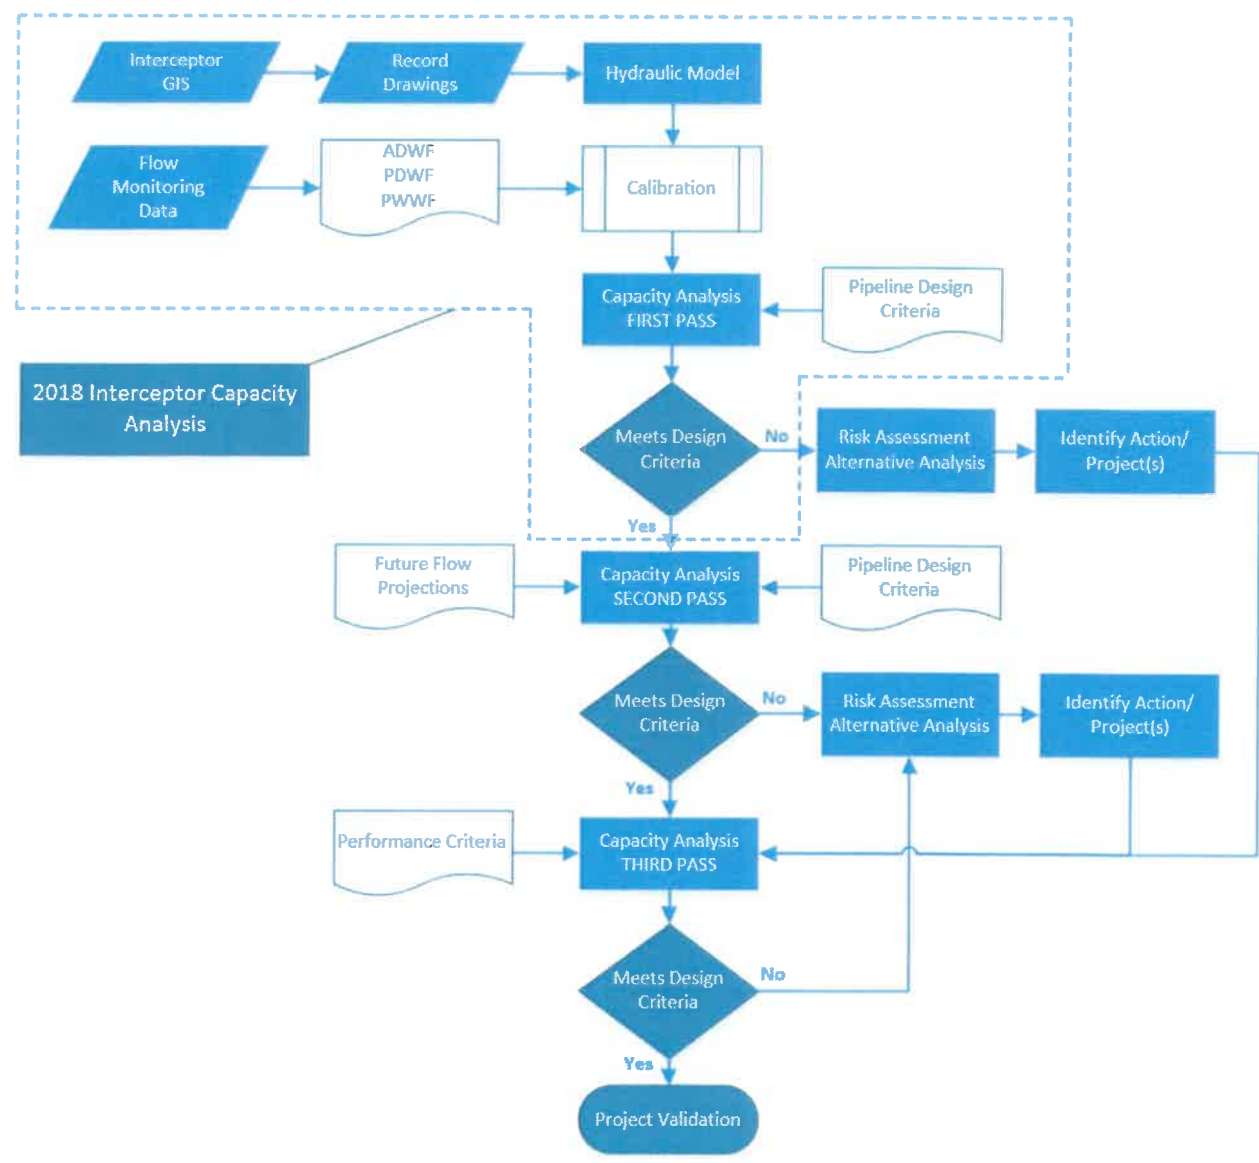 Interceptor
GIS
Record
Drawings
Hydraulic Model
Flow
Monitoring
Data
ADWF
PDWF
PWWF
Calibration
Capacity Analysis
FIRST PASS
Pipeline Design
Criteria
2018 Interceptor Capacity
Analysis
Meets Design
Criteria
No
Risk Assessment
Alternative Analysis
Identify Action/
Project(s)
Yes
Future Flow
Projections
Capacity Analysis
SECOND PASS
Pipeline Design
Criteria
Meets Design
Criteria
No
Risk Assessment
Alternative Analysis
Identify Action/
Project(s)
Yes
Performance Criteria
Capacity Analysis
THIRD PASS
Meets Design
Criteria
No
Yes
Project Validation